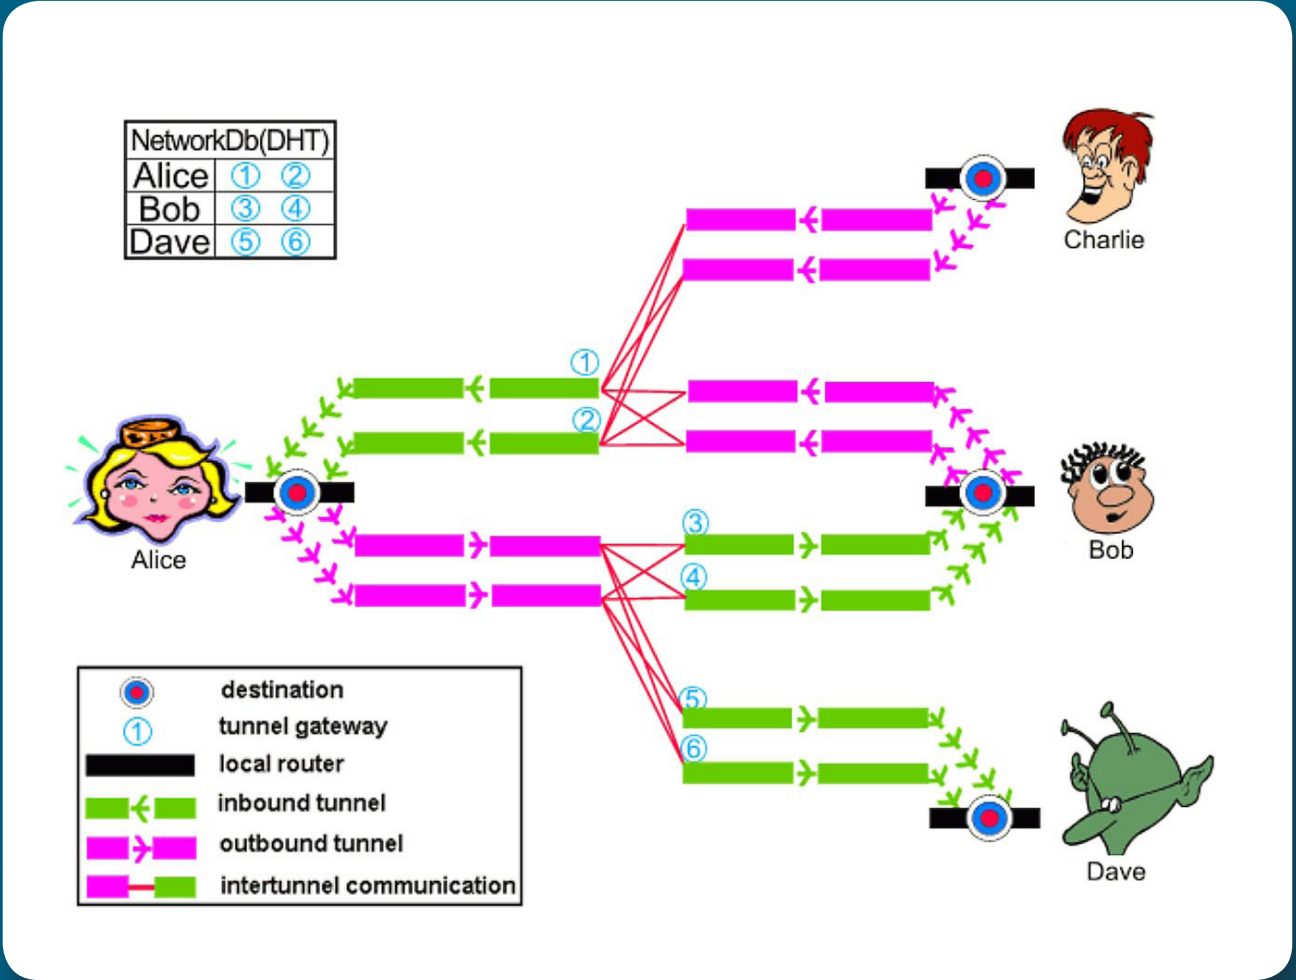 NetworkDb(DHT)
Alice 1 2
Bob 3 4
Dave 5 6
Charlie
1
2
Alice
3
4
Bob
5
6
Dave
destination
1 tunnel gateway
local router
inbound tunnel
outbound tunnel
intertunnel communication